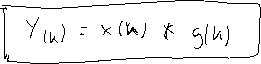 Y(k) = x(k) * g(k)